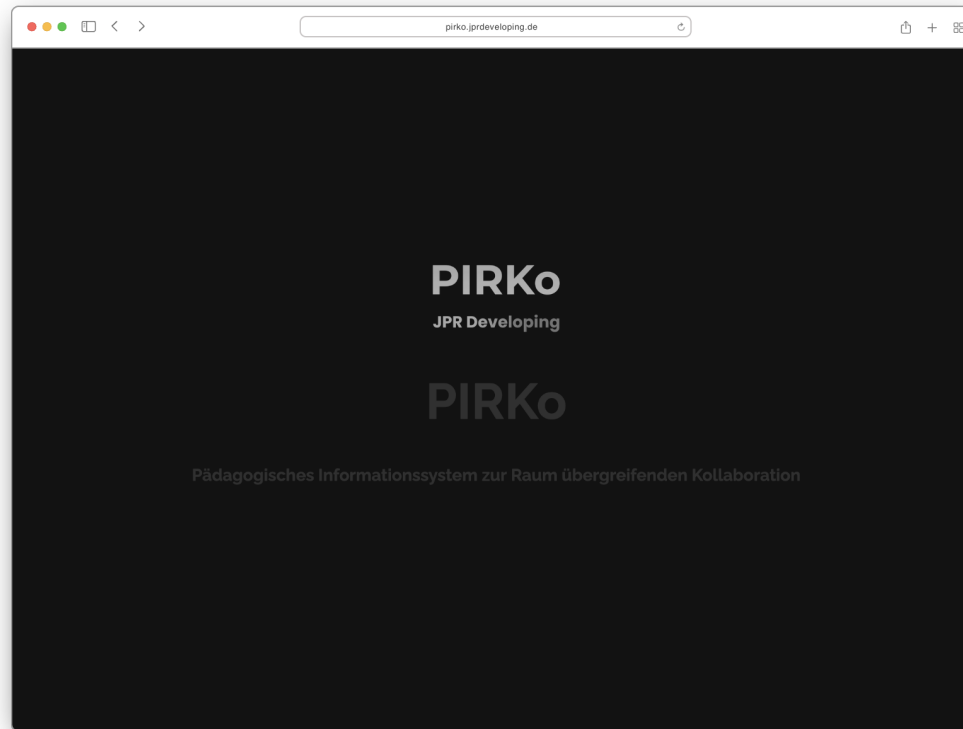 pirko.jprdeveloping.de
PIRKo
JPR Developing
PIRKo
Pädagogisches Informationssystem zur Raum übergreifenden Kollaboration